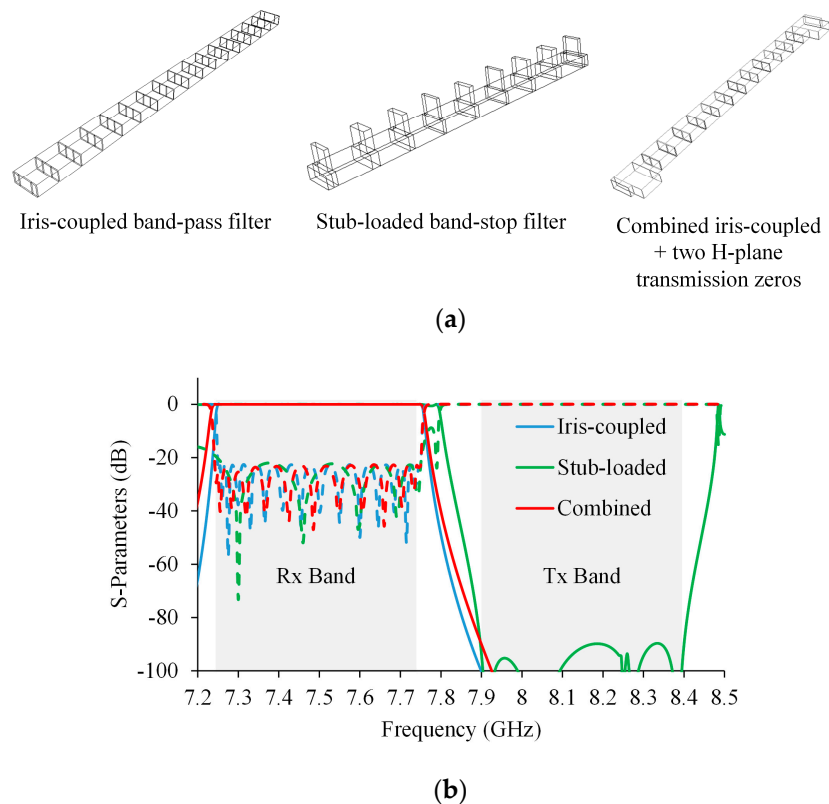 Iris-coupled band-pass filter
Stub-loaded band-stop filter
Combined iris-coupled
+ two H-plane
transmission zeros
(a)
S-Parameters (dB)
0
-20
-40
-60
-80
-100
Iris-coupled
Stub-loaded
Combined
Rx Band
Tx Band
7.2 7.3 7.4 7.5 7.6 7.7 7.8 7.9 8 8.1 8.2 8.3 8.4 8.5
Frequency (GHz)
(b)